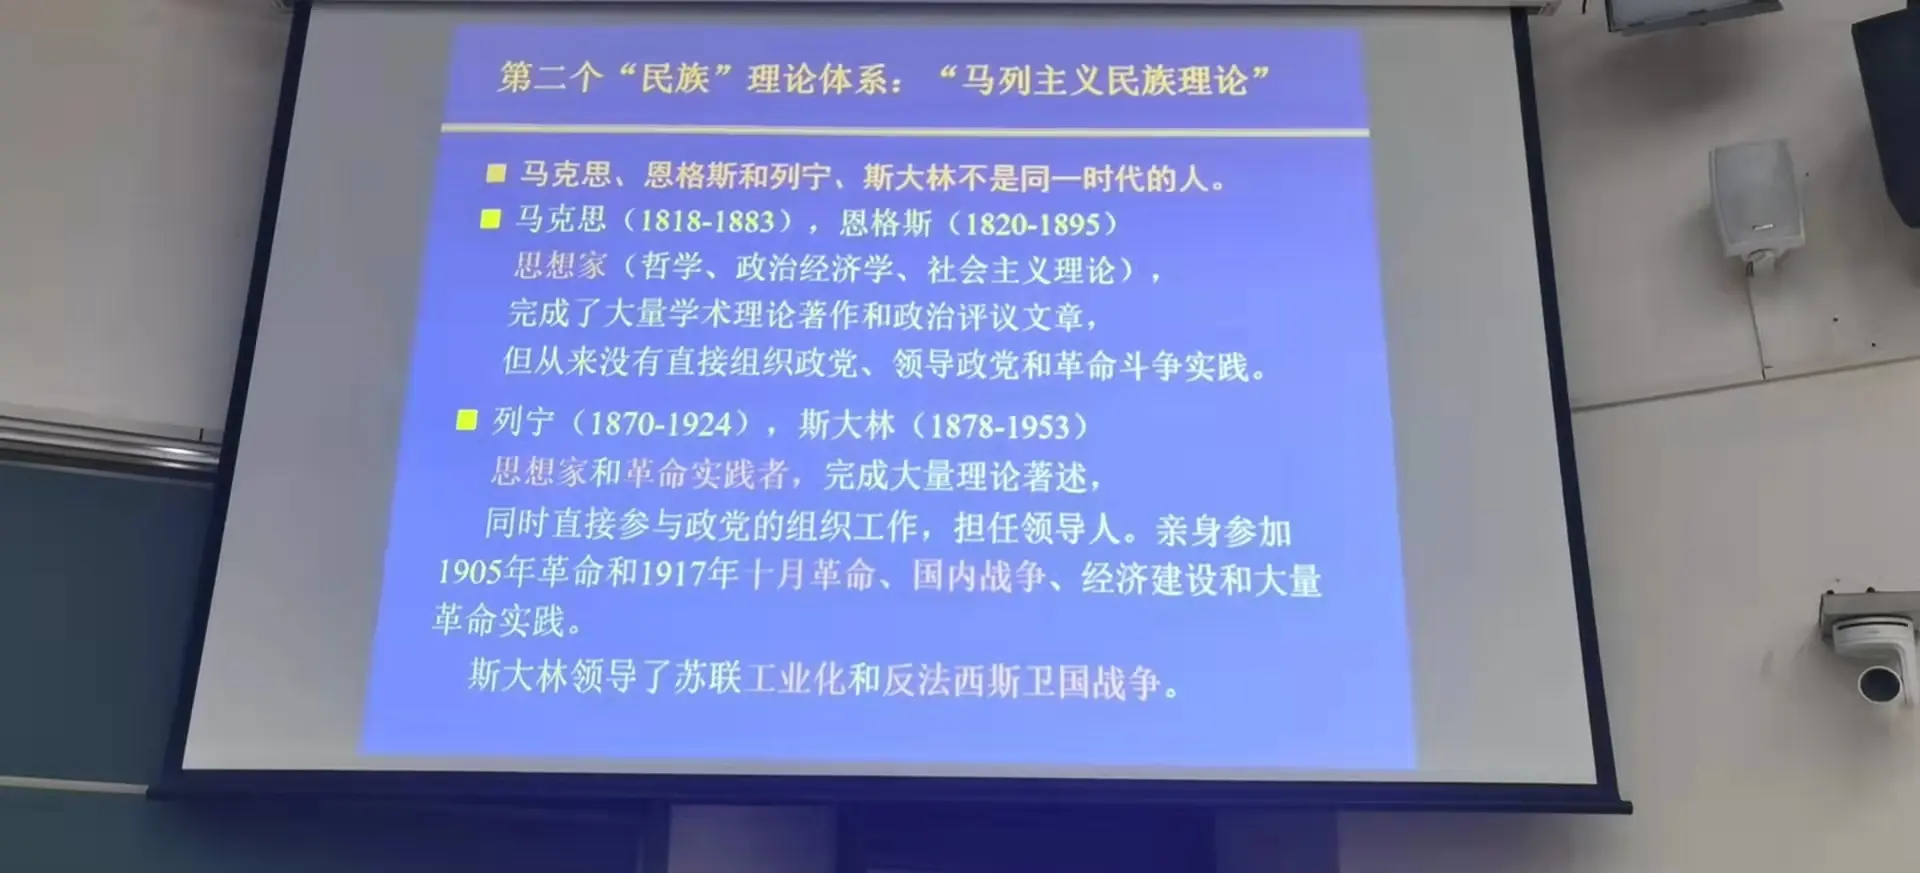 第二个“民族”理论体系：“马列主义民族理论”
马克思、恩格斯和列宁、斯大林不是同一时代的人。
马克思（1818-1883），恩格斯（1820-1895）
思想家（哲学、政治经济学、社会主义理论），
完成了大量学术理论著作和政治评议文章，
但从来没有直接组织政党、领导政党和革命斗争实践。
列宁（1870-1924），斯大林（1878-1953）
思想家和革命实践者，完成大量理论著述，
同时直接参与政党的组织工作，担任领导人。亲身参加
1905年革命和1917年十月革命、国内战争、经济建设和大量
革命实践。
斯大林领导了苏联工业化和反法西斯卫国战争。